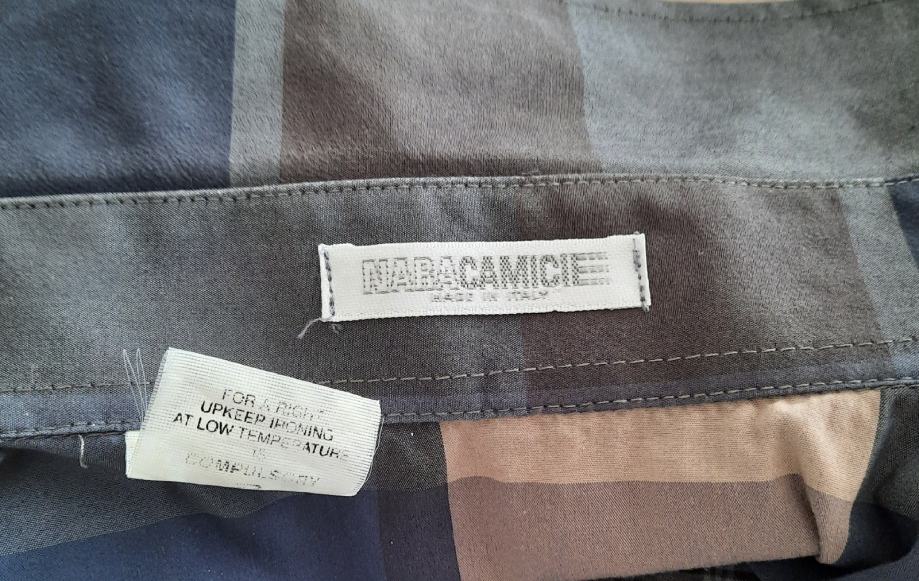 NARACAMICIE
MADE IN ITALY
FOR A RIGHT
UPKEEP IRONING
AT LOW TEMPERATURE
IS
COMPULSORY